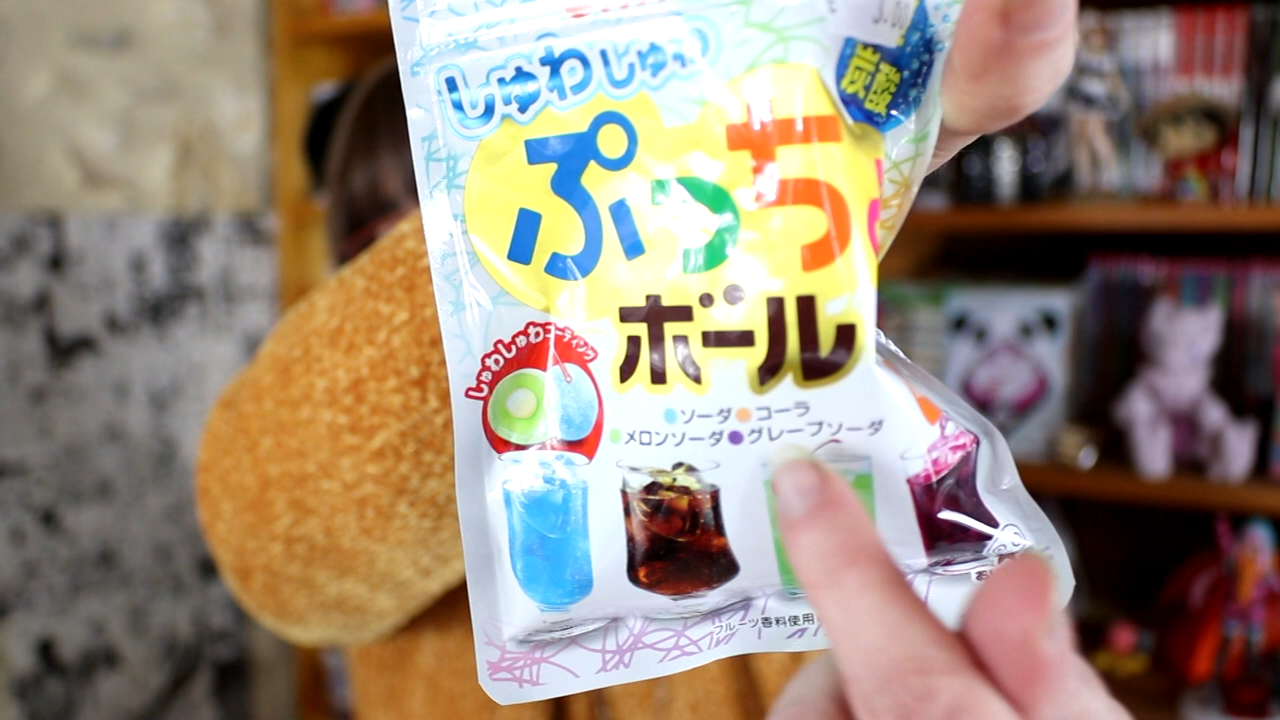 しゅわしゅわ
炭酸
ぷっち
ボール
しゅわしゅわコーティング
ソーダ コーラ
メロンソーダ グレープソーダ
フルーツ香料使用